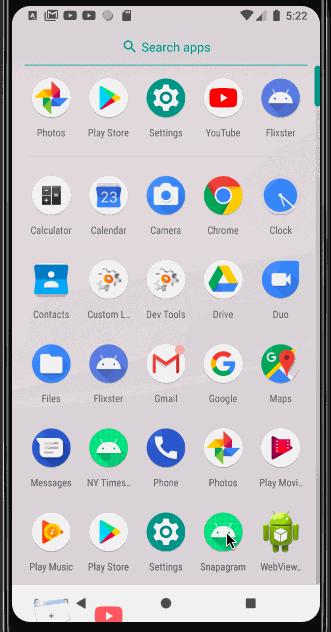 5:22
Search apps
Photos Play Store Settings YouTube Flixster
23
Calculator Calendar Camera Chrome Clock
Contacts Custom L.. Dev Tools Drive Duo
G
Files Flixster Gmail Google Maps
Messages NY Times.. Phone Photos Play Movi..
Play Music Play Store Settings Snapagram WebView..